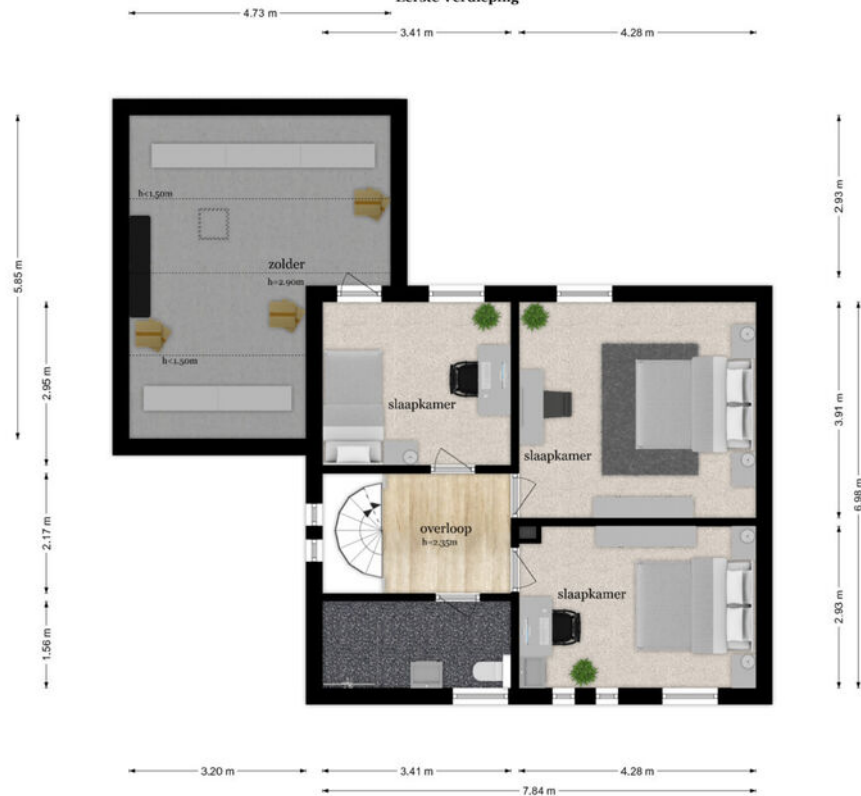 Eerste verdieping
4.73 m
3.41 m
4.28 m
h<1.50m
zolder
h=2.90m
h<1.50m
5.85 m
2.93 m
slaapkamer
slaapkamer
2.95 m
3.91 m
6.98 m
overloop
h=2.35m
2.17 m
slaapkamer
2.93 m
1.56 m
3.20 m
3.41 m
4.28 m
7.84 m